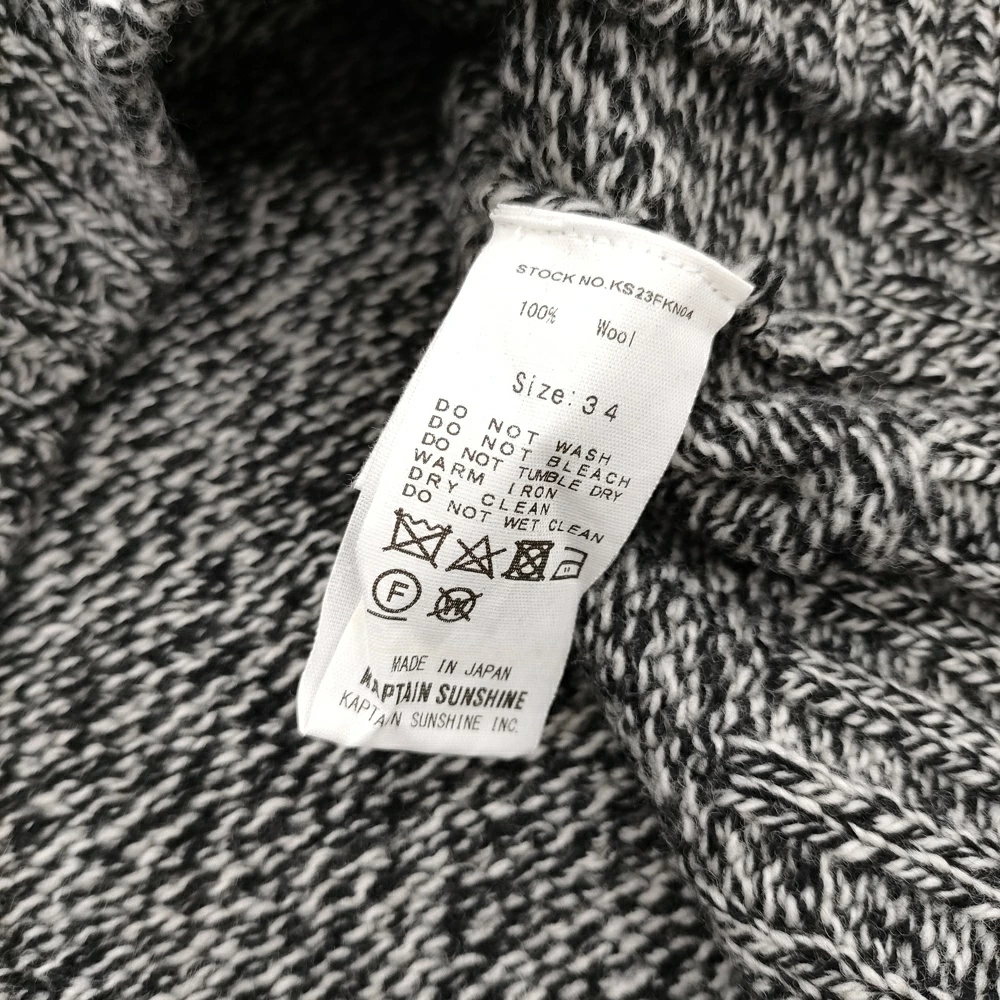 STOCK NO.KS23FKN04
100% Wool
Size:34
DO NOT WASH
DO NOT BLEACH
DO NOT TUMBLE DRY
WARM IRON
DRY CLEAN
DO NOT WET CLEAN
F W
MADE IN JAPAN
KAPTAIN SUNSHINE
KAPTAIN SUNSHINE INC.